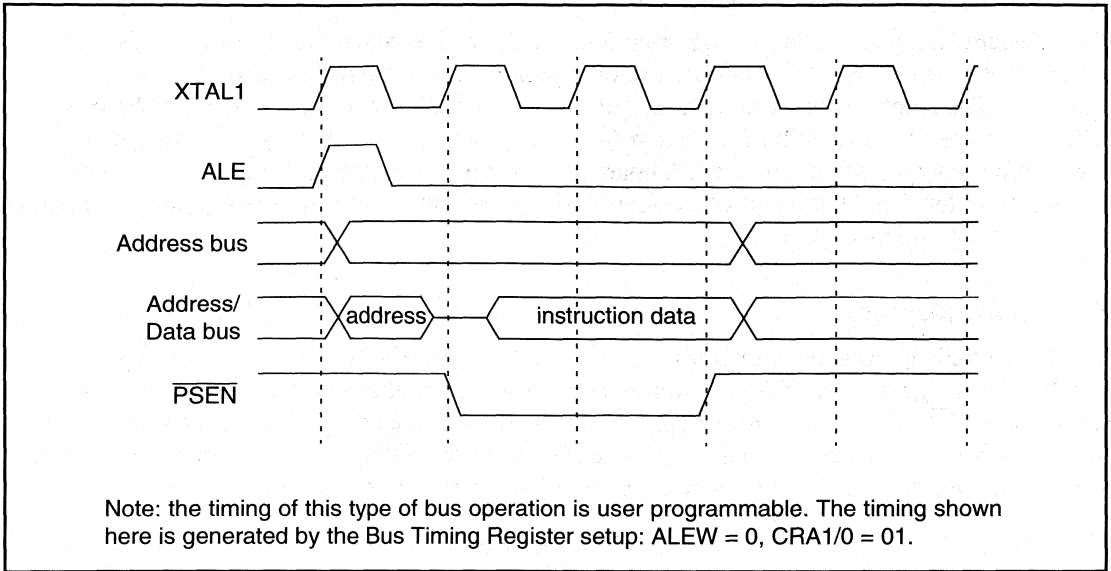 XTAL1
ALE
Address bus
Address/
Data bus
address
instruction data
PSEN
Note: the timing of this type of bus operation is user programmable. The timing shown
here is generated by the Bus Timing Register setup: ALEW = 0, CRA1/0 = 01.